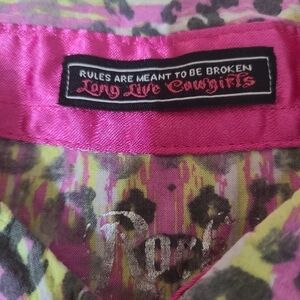 RULES ARE MEANT TO BE BROKEN
Long Live Cowgirls